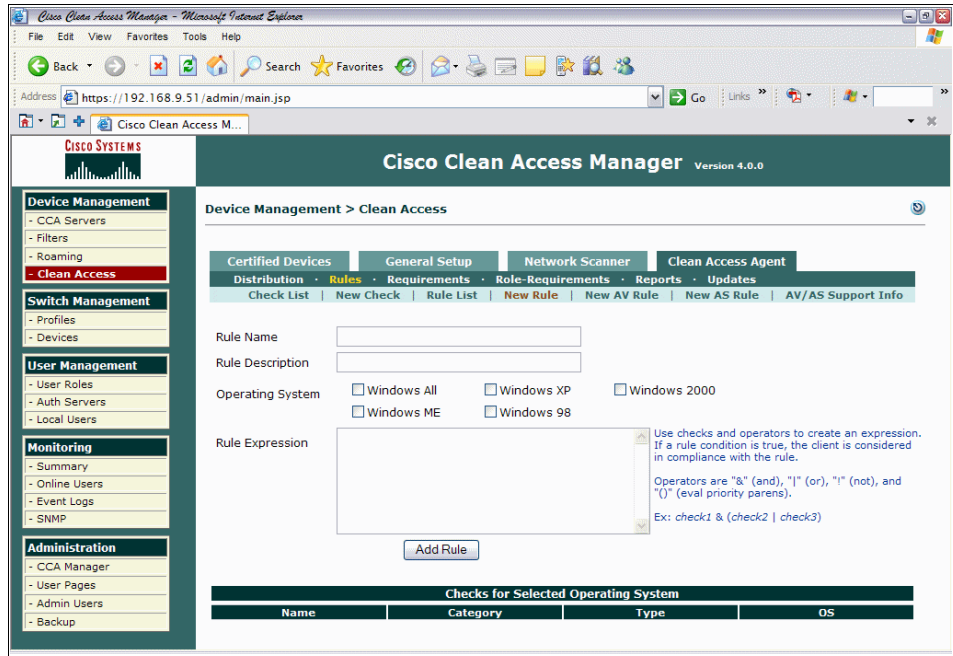 Cisco Clean Access Manager - Microsoft Internet Explorer
File Edit View Favorites Tools Help
Back Search Favorites
Address https://192.168.9.51/admin/main.jsp Go Links »
Cisco Clean Access M...
CISCO SYSTEMS
Cisco Clean Access Manager Version 4.0.0
Device Management
- CCA Servers
- Filters
- Roaming
- Clean Access
Switch Management
- Profiles
- Devices
User Management
- User Roles
- Auth Servers
- Local Users
Monitoring
- Summary
- Online Users
- Event Logs
- SNMP
Administration
- CCA Manager
- User Pages
- Admin Users
- Backup
Device Management > Clean Access
Certified Devices General Setup Network Scanner Clean Access Agent
Distribution · Rules · Requirements · Role-Requirements · Reports · Updates
Check List | New Check | Rule List | New Rule | New AV Rule | New AS Rule | AV/AS Support Info
Rule Name
Rule Description
Operating System Windows All Windows XP Windows 2000
Windows ME Windows 98
Rule Expression
Use checks and operators to create an expression.
If a rule condition is true, the client is considered
in compliance with the rule.
Operators are "&" (and), "|" (or), "!" (not), and
"()" (eval priority parens).
Ex: check1 & (check2 | check3)
Add Rule
Checks for Selected Operating System
Name Category Type OS